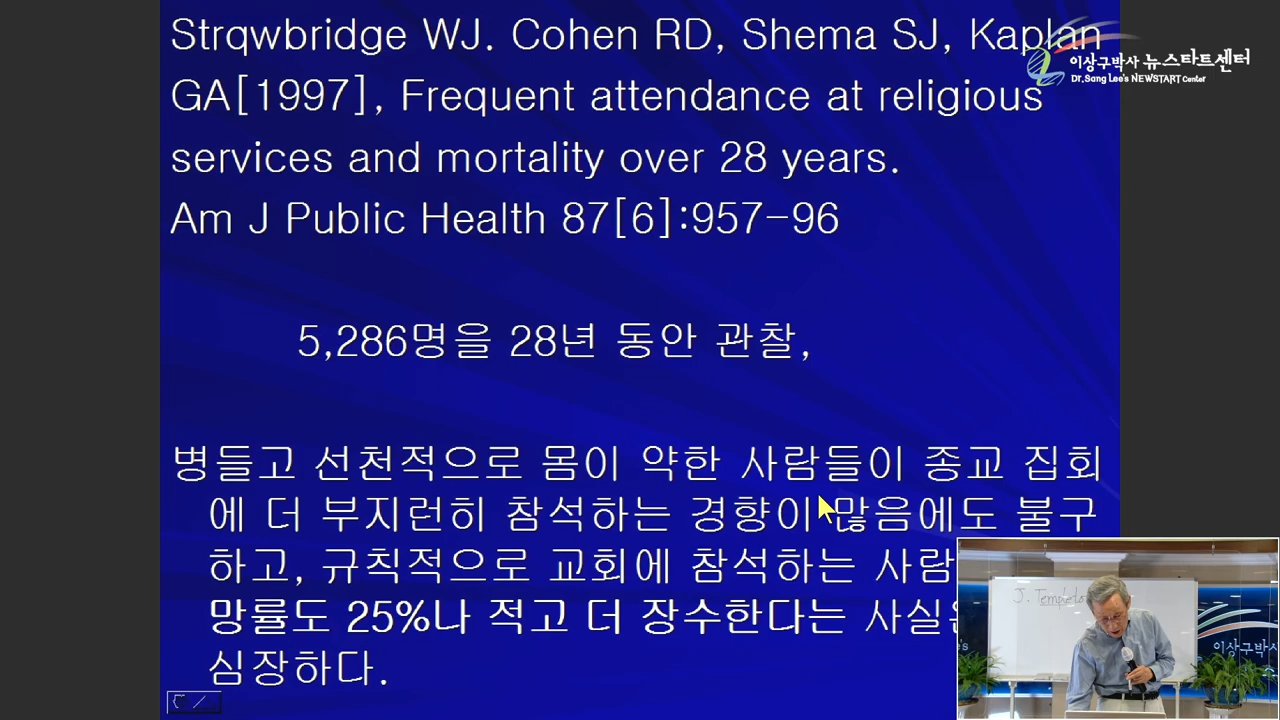 Strqwbridge WJ. Cohen RD, Shema SJ, Kaplan
GA[1997], Frequent attendance at religious
services and mortality over 28 years.
Am J Public Health 87[6]:957-96
이상구박사 뉴스타트센터
Dr. Sang Lee's NEWSTART Center
5,286명을 28년 동안 관찰,
병들고 선천적으로 몸이 약한 사람들이 종교 집회
에 더 부지런히 참석하는 경향이 많음에도 불구
하고, 규칙적으로 교회에 참석하는 사람
망률도 25%나 적고 더 장수한다는 사실
심장하다.
J. Templeto
이상구박사